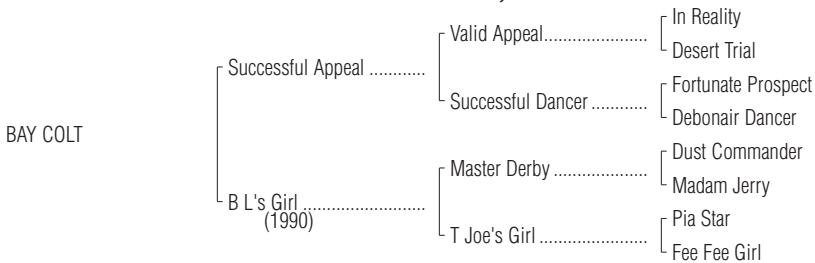 In Reality
Valid Appeal......................
Desert Trial
Successful Appeal ............
Fortunate Prospect
Successful Dancer ............
Debonair Dancer
BAY COLT
Dust Commander
Master Derby ....................
Madam Jerry
B L's Girl ..........................
(1990)
Pia Star
T Joe's Girl .......................
Fee Fee Girl